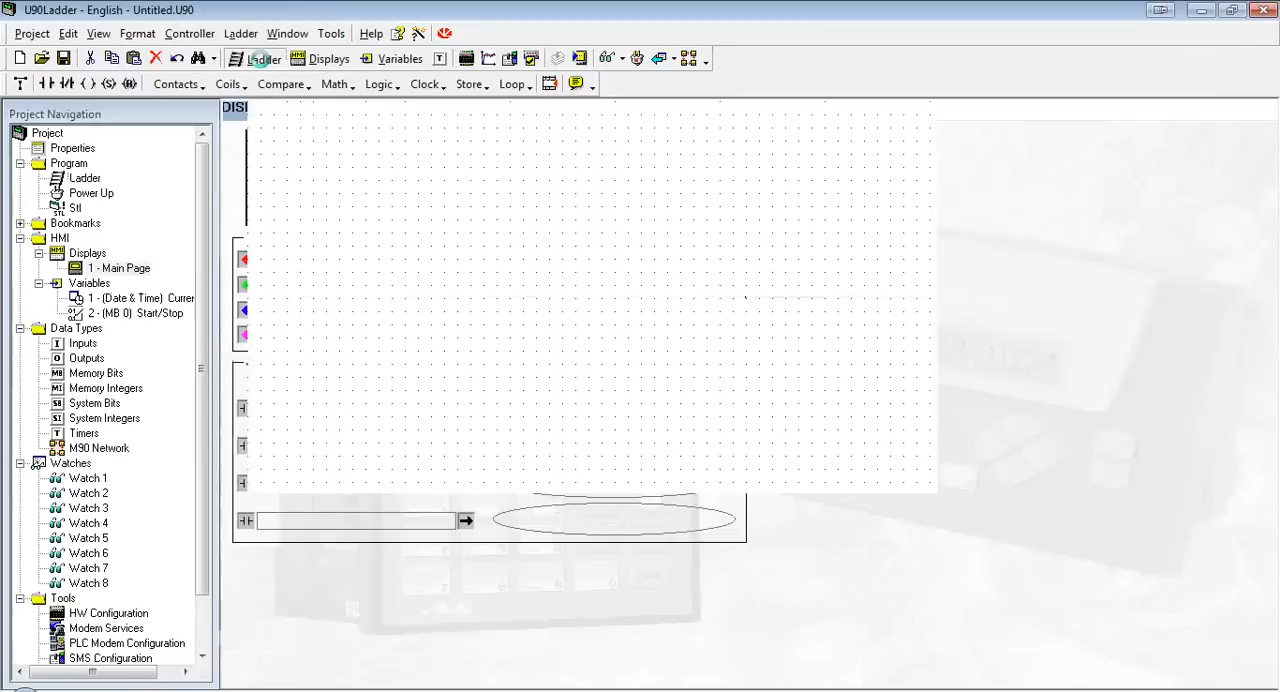 U90Ladder - English - Untitled.U90
Project Edit View Format Controller Ladder Window Tools Help
Ladder Displays Variables
Contacts Coils Compare Math Logic Clock Store Loop
Project Navigation
DISI
Project
Properties
Program
Ladder
Power Up
Stl
Bookmarks
HMI
Displays
1 - Main Page
Variables
1 - (Date & Time) Currer
2 - (MB 0) Start/Stop
Data Types
Inputs
Outputs
Memory Bits
Memory Integers
System Bits
System Integers
Timers
M90 Network
Watches
Watch 1
Watch 2
Watch 3
Watch 4
Watch 5
Watch 6
Watch 7
Watch 8
Tools
HW Configuration
Modem Services
PLC Modem Configuration
SMS Configuration